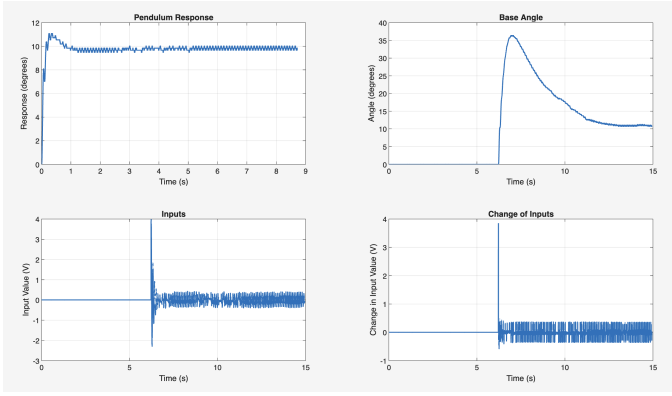 Pendulum Response
Response (degrees)
12
10
8
6
4
2
0
0 1 2 3 4 5 6 7 8 9
Time (s)
Base Angle
Angle (degrees)
40
35
30
25
20
15
10
5
0
0 5 10 15
Time (s)
Inputs
Input Value (V)
4
3
2
1
0
-1
-2
-3
0 5 10 15
Time (s)
Change of Inputs
Change in Input Value (V)
4
3
2
1
0
-1
0 5 10 15
Time (s)